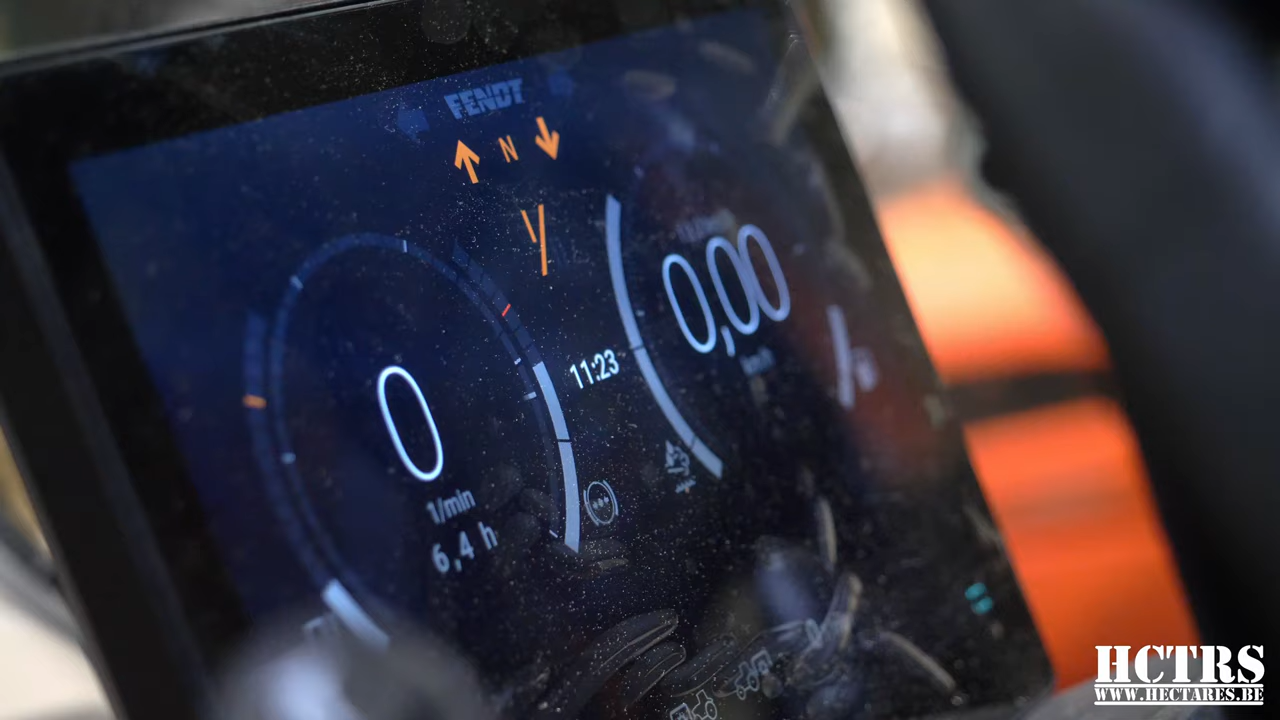 FENDT
N
0,00
km/h
11:23
0
1/min
6,4 h
HCTRS
WWW.HECTARES.BE